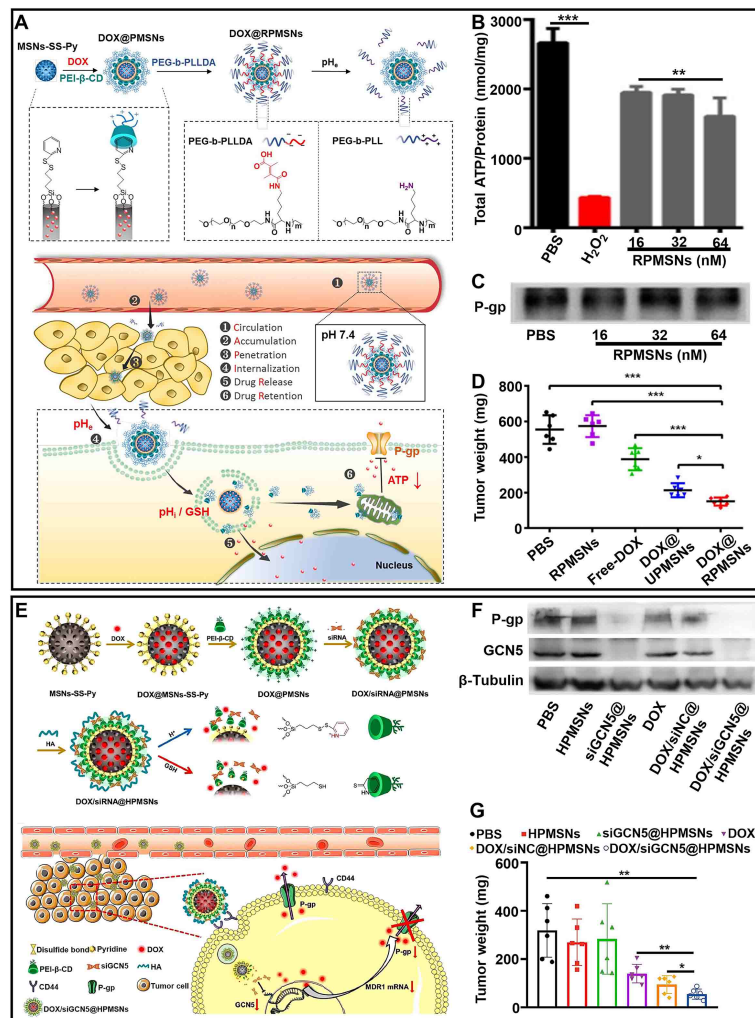 A
MSNs-SS-Py
DOX@PMSNs
DOX@RPMSNs
DOX
PEI-β-CD
PEG-b-PLLDA
pHe
PEG-b-PLLDA
PEG-b-PLL
B
Total ATP/Protein (nmol/mg)
3000
2000
1000
0
***
**
PBS
H2O2
16
32
64
RPMSNs (nM)
C
P-gp
PBS
16
32
64
RPMSNs (nM)
1 Circulation
2 Accumulation
3 Penetration
4 Internalization
5 Drug Release
6 Drug Retention
pH 7.4
pHe
pHi / GSH
P-gp
ATP
Nucleus
D
Tumor weight (mg)
800
600
400
200
0
***
***
***
*
PBS
RPMSNs
Free-DOX
DOX@UPMSNs
DOX@RPMSNs
E
DOX
PEI-β-CD
siRNA
MSNs-SS-Py
DOX@MSNs-SS-Py
DOX@PMSNs
DOX/siRNA@PMSNs
HA
H+
GSH
DOX/siRNA@HPMSNs
CD44
P-gp
P-gp
MDR1 mRNA
GCN5
Disulfide bond
Pyridine
DOX
PEI-β-CD
siGCN5
HA
CD44
P-gp
Tumor cell
DOX/siGCN5@HPMSNs
F
P-gp
GCN5
β-Tubulin
PBS
HPMSNs
siGCN5@HPMSNs
DOX
DOX/siNC@HPMSNs
DOX/siGCN5@HPMSNs
G
PBS
HPMSNs
siGCN5@HPMSNs
DOX
DOX/siNC@HPMSNs
DOX/siGCN5@HPMSNs
Tumor weight (mg)
600
400
200
0
**
**
*